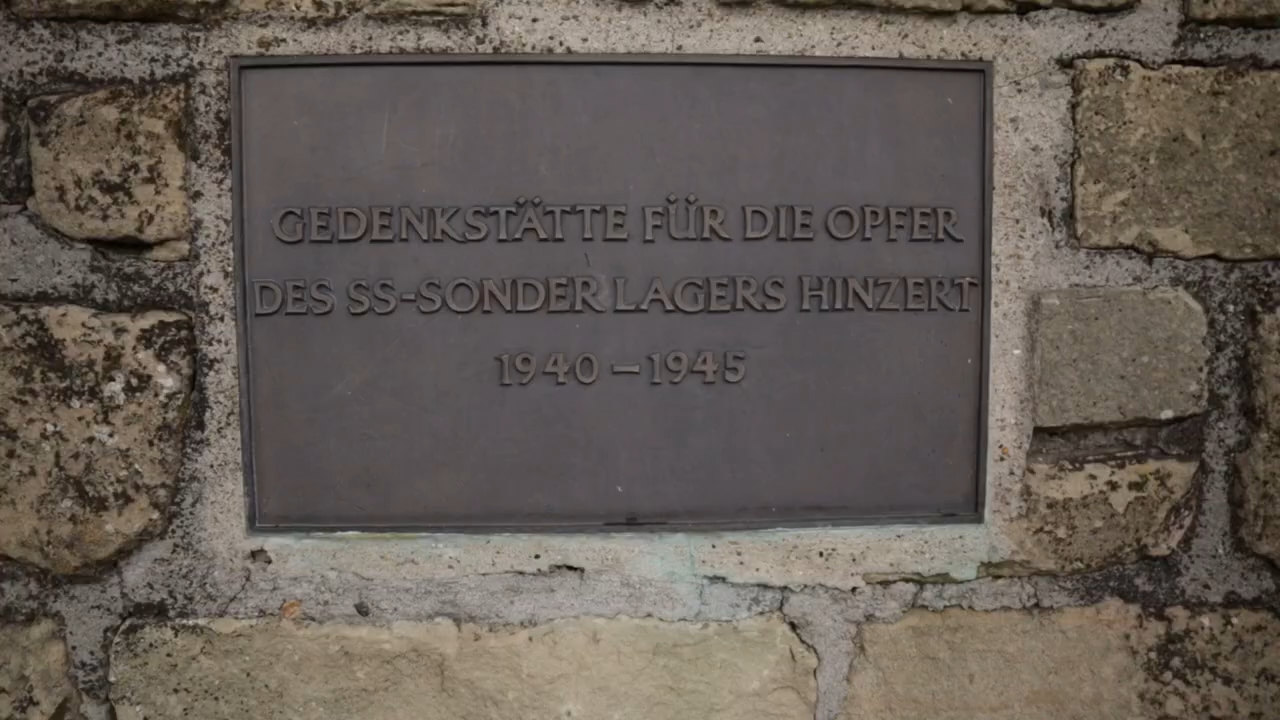 GEDENKSTÄTTE FÜR DIE OPFER
DES SS-SONDER LAGERS HINZERT
1940 – 1945